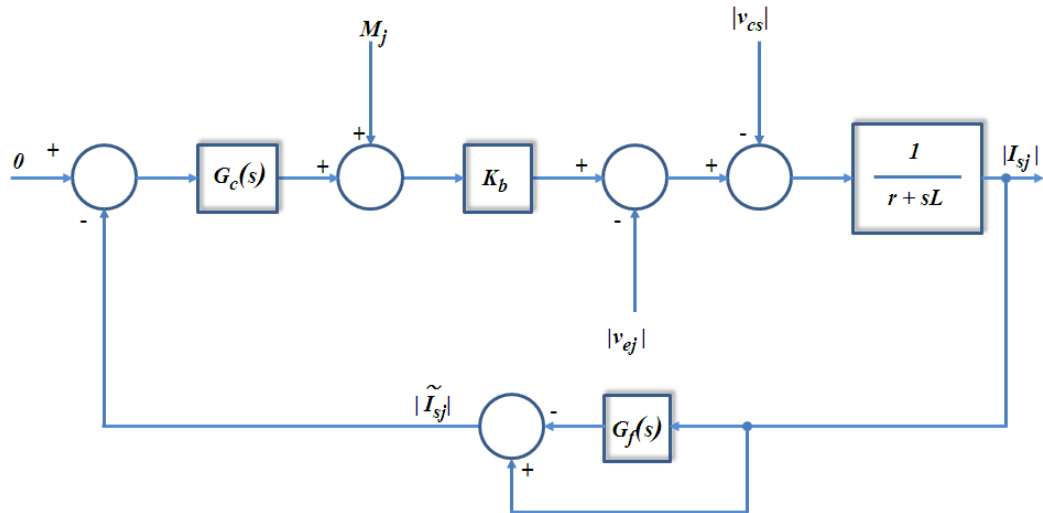 M_j
|v_cs|
0
+
-
G_c(s)
+
+
K_b
+
-
+
-
1
r + sL
|I_sj|
|v_ej|
|Ĩ_sj|
-
+
G_f(s)